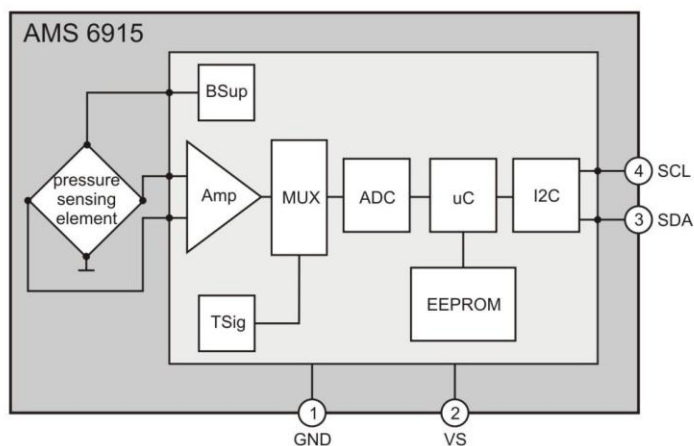 AMS 6915
BSup
pressure
sensing
element
Amp
MUX
ADC
uC
I2C
4 SCL
3 SDA
TSig
EEPROM
1
GND
2
VS